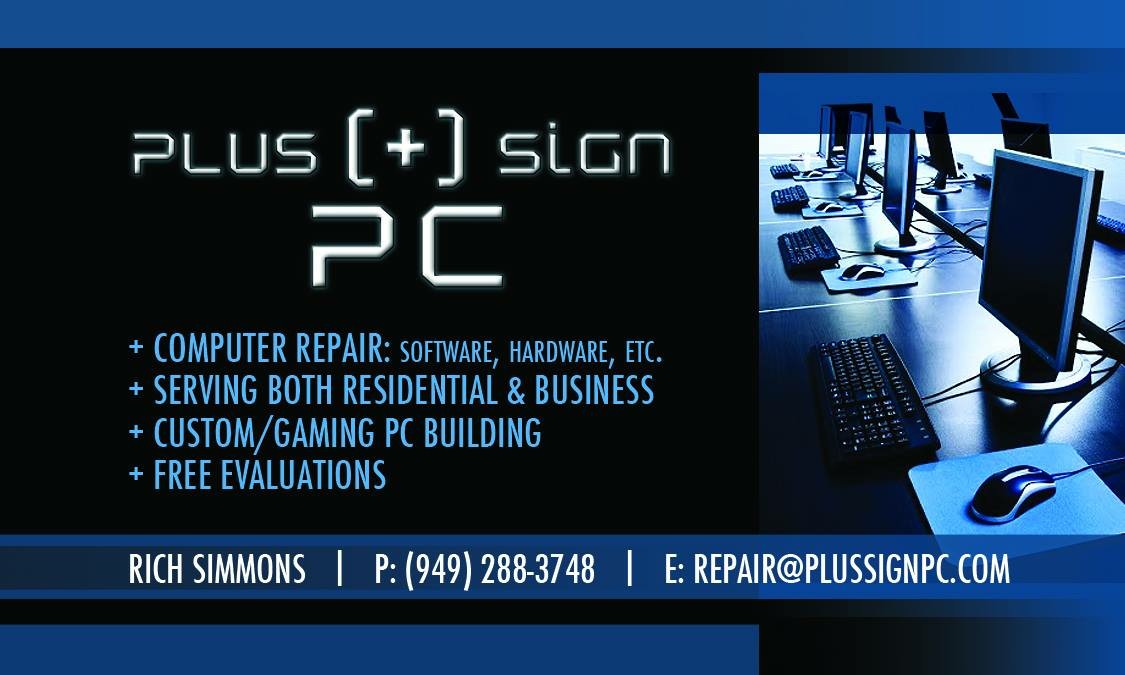 PLUS [+] SIGN
PC
+ COMPUTER REPAIR: SOFTWARE, HARDWARE, ETC.
+ SERVING BOTH RESIDENTIAL & BUSINESS
+ CUSTOM/GAMING PC BUILDING
+ FREE EVALUATIONS
RICH SIMMONS | P: (949) 288-3748 | E: REPAIR@PLUSSIGNPC.COM